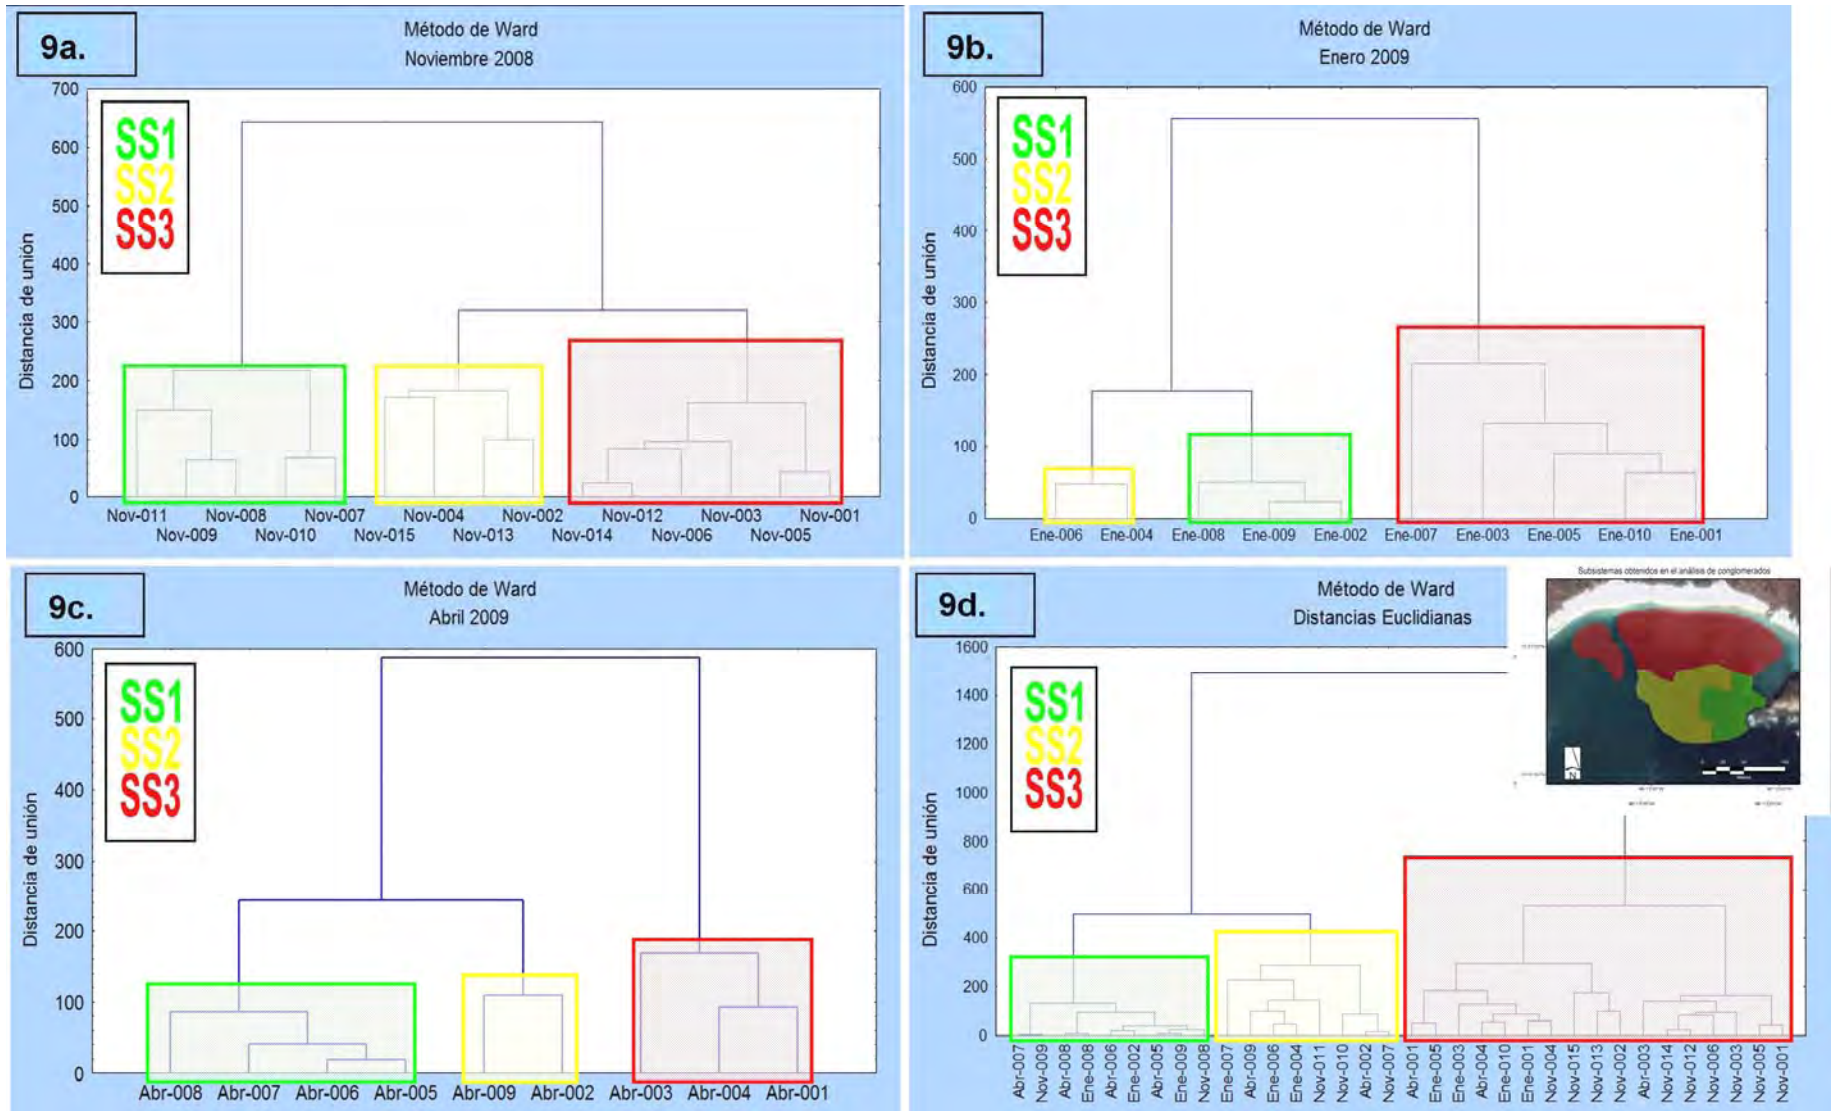 9a.
Método de Ward
Noviembre 2008
SS1
SS2
SS3
Distancia de unión
700
600
500
400
300
200
100
0
Nov-011 Nov-008 Nov-007 Nov-004 Nov-002 Nov-012 Nov-003 Nov-001
Nov-009 Nov-010 Nov-015 Nov-013 Nov-014 Nov-006 Nov-005
9b.
Método de Ward
Enero 2009
SS1
SS2
SS3
Distancia de unión
600
500
400
300
200
100
0
Ene-006 Ene-004 Ene-008 Ene-009 Ene-002 Ene-007 Ene-003 Ene-005 Ene-010 Ene-001
9c.
Método de Ward
Abril 2009
SS1
SS2
SS3
Distancia de unión
600
500
400
300
200
100
0
Abr-008 Abr-007 Abr-006 Abr-005 Abr-009 Abr-002 Abr-003 Abr-004 Abr-001
9d.
Método de Ward
Distancias Euclidianas
Subsistemas obtenidos en el análisis de conglomerados
N
SS1
SS2
SS3
Distancia de unión
1600
1400
1200
1000
800
600
400
200
0
Abr-007
Nov-009
Abr-008
Ene-008
Abr-006
Ene-002
Abr-005
Ene-009
Nov-008
Ene-007
Abr-009
Ene-006
Ene-004
Nov-011
Nov-010
Abr-002
Nov-007
Abr-001
Ene-005
Ene-003
Abr-004
Ene-010
Ene-001
Nov-004
Nov-015
Nov-013
Nov-002
Abr-003
Nov-014
Nov-012
Nov-006
Nov-003
Nov-005
Nov-001